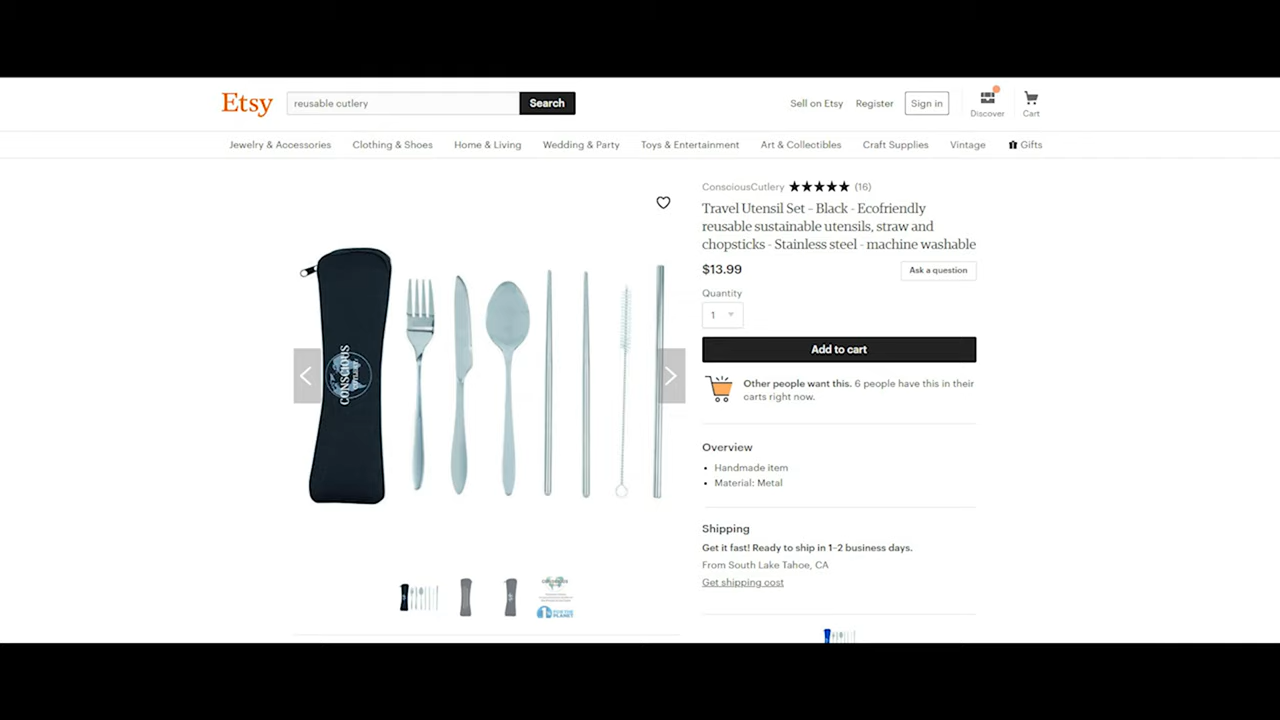 Etsy
reusable cutlery
Search
Sell on Etsy
Register
Sign in
Discover
Cart
Jewelry & Accessories
Clothing & Shoes
Home & Living
Wedding & Party
Toys & Entertainment
Art & Collectibles
Craft Supplies
Vintage
Gifts
ConsciousCutlery ★★★★★ (16)
Travel Utensil Set - Black - Ecofriendly
reusable sustainable utensils, straw and
chopsticks - Stainless steel - machine washable
$13.99
Ask a question
Quantity
1
Add to cart
Other people want this. 6 people have this in their
carts right now.
Overview
• Handmade item
• Material: Metal
Shipping
Get it fast! Ready to ship in 1-2 business days.
From South Lake Tahoe, CA
Get shipping cost
CONSCIOUS